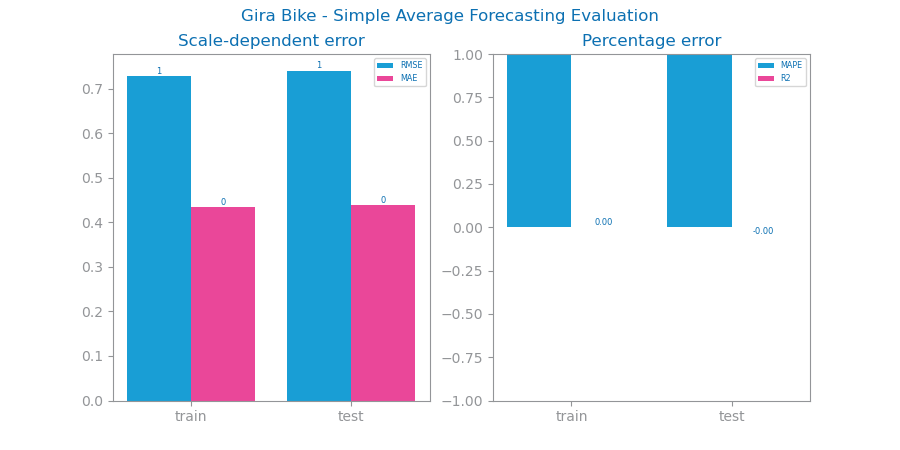 Gira Bike - Simple Average Forecasting Evaluation
Scale-dependent error
0.7
0.6
0.5
0.4
0.3
0.2
0.1
0.0
1
0
1
0
RMSE
MAE
train
test
Percentage error
1.00
0.75
0.50
0.25
0.00
−0.25
−0.50
−0.75
−1.00
0.00
-0.00
MAPE
R2
train
test